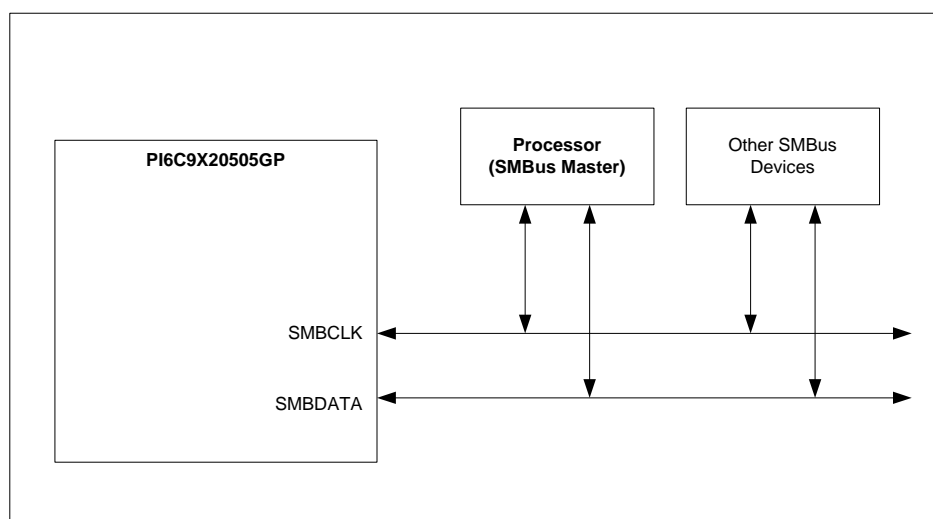 PI6C9X20505GP
Processor
(SMBus Master)
Other SMBus
Devices
SMBCLK
SMBDATA